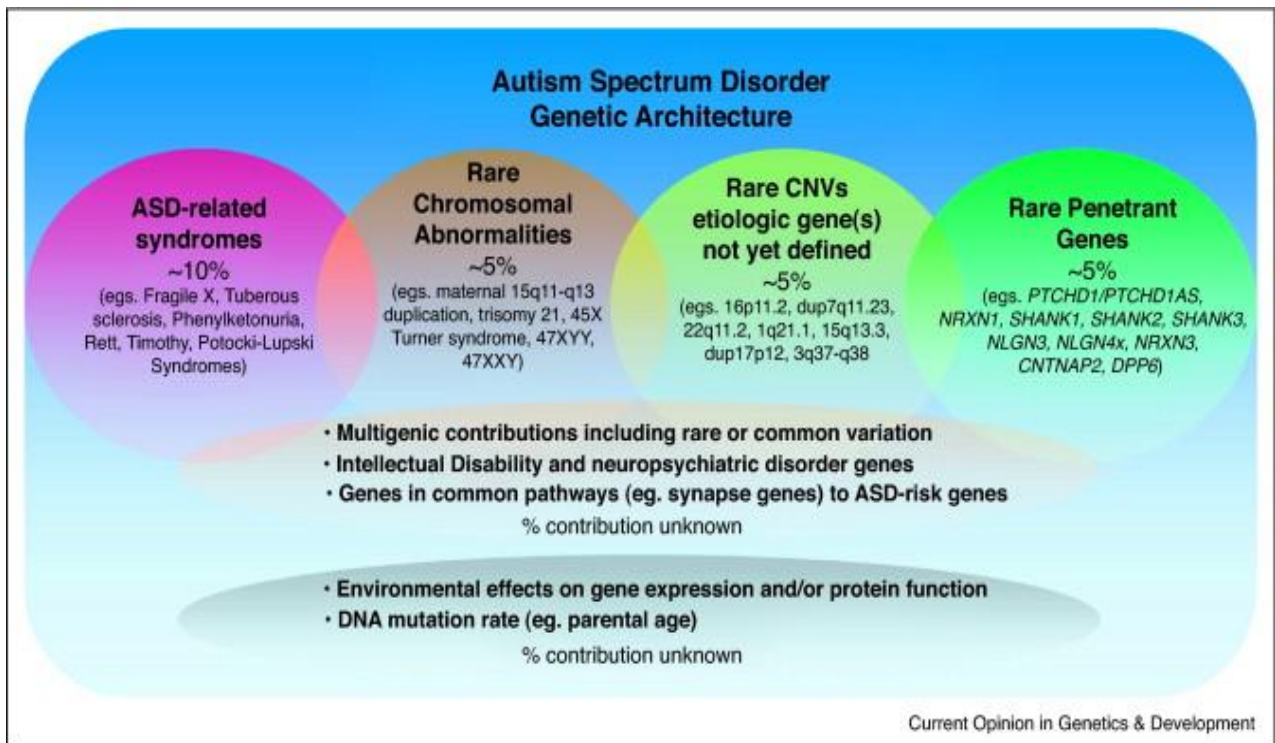 Autism Spectrum Disorder
Genetic Architecture
ASD-related
syndromes
~10%
(egs. Fragile X, Tuberous
sclerosis, Phenylketonuria,
Rett, Timothy, Potocki-Lupski
Syndromes)
Rare
Chromosomal
Abnormalities
~5%
(egs. maternal 15q11-q13
duplication, trisomy 21, 45X
Turner syndrome, 47XYY,
47XXY)
Rare CNVs
etiologic gene(s)
not yet defined
~5%
(egs. 16p11.2, dup7q11.23,
22q11.2, 1q21.1, 15q13.3,
dup17p12, 3q37-q38
Rare Penetrant
Genes
~5%
(egs. PTCHD1/PTCHD1AS,
NRXN1, SHANK1, SHANK2, SHANK3,
NLGN3, NLGN4x, NRXN3,
CNTNAP2, DPP6)
· Multigenic contributions including rare or common variation
· Intellectual Disability and neuropsychiatric disorder genes
· Genes in common pathways (eg. synapse genes) to ASD-risk genes
% contribution unknown
· Environmental effects on gene expression and/or protein function
· DNA mutation rate (eg. parental age)
% contribution unknown
Current Opinion in Genetics & Development